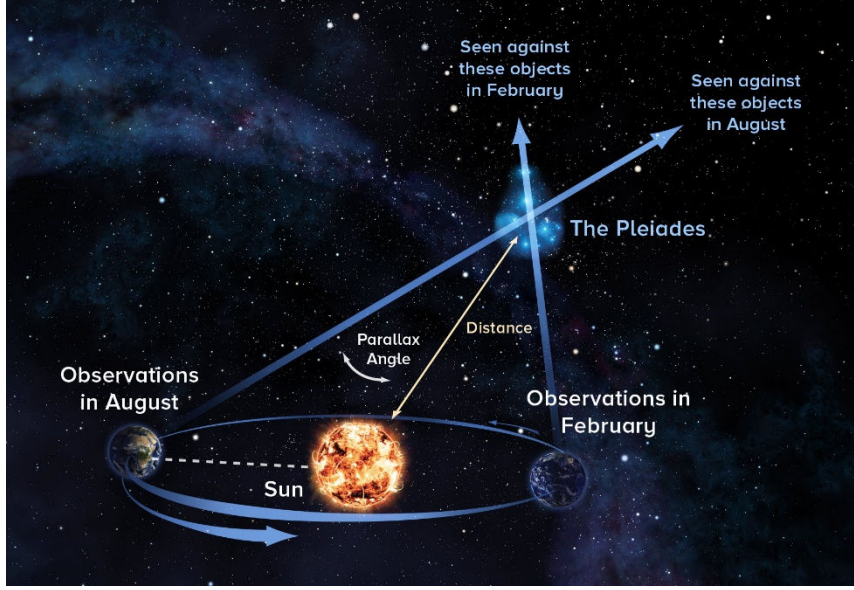 Seen against
these objects
in February
Seen against
these objects
in August
The Pleiades
Distance
Parallax
Angle
Observations
in August
Observations in
February
Sun